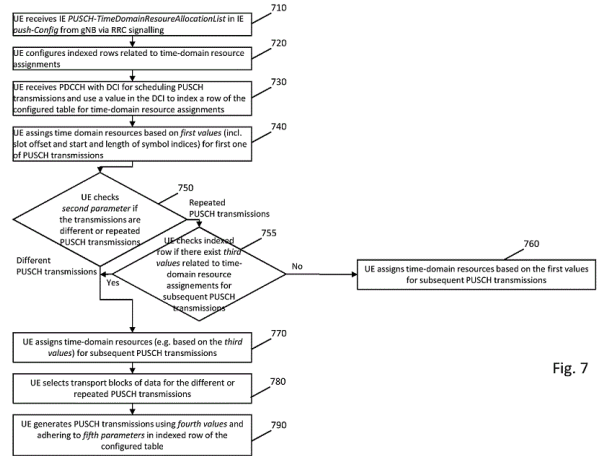 710
UE receives IE PUSCH-TimeDomainResoureAllocationList in IE
push-Config from gNB via RRC signalling
720
UE configures indexed rows related to time-domain resource
assignments
730
UE receives PDCCH with DCI for scheduling PUSCH
transmissions and use a value in the DCI to index a row of the
configured table for time-domain resource assignments
740
UE assigns time domain resources based on first values (incl.
slot offset and start and length of symbol indices) for first one
of PUSCH transmissions
750
UE checks
second parameter if
the transmissions are
different or repeated
PUSCH transmissions
Repeated
PUSCH transmissions
755
UE checks indexed
row if there exist third
values related to time-
domain resource
assignements for
subsequent PUSCH
transmissions
Different
PUSCH transmissions
Yes
No
760
UE assigns time-domain resources based on the first values
for subsequent PUSCH transmissions
770
UE assigns time-domain resources (e.g. based on the third
values) for subsequent PUSCH transmissions
780
UE selects transport blocks of data for the different or
repeated PUSCH transmissions
790
UE generates PUSCH transmissions using fourth values and
adhering to fifth parameters in indexed row of the
configured table
Fig. 7